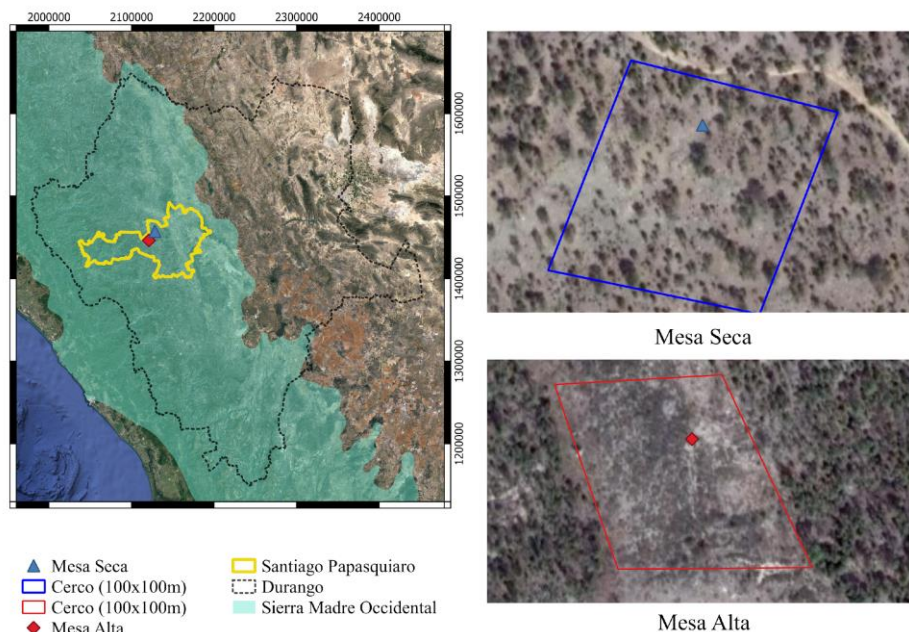 2000000 2100000 2200000 2300000 2400000
1600000
1500000
1400000
1300000
1200000
Mesa Seca
Mesa Alta
Mesa Seca
Cerco (100x100m)
Cerco (100x100m)
Mesa Alta
Santiago Papasquiaro
Durango
Sierra Madre Occidental